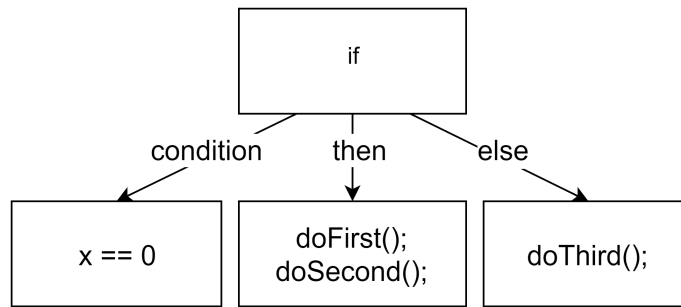 if
condition
then
else
x == 0
doFirst();
doSecond();
doThird();